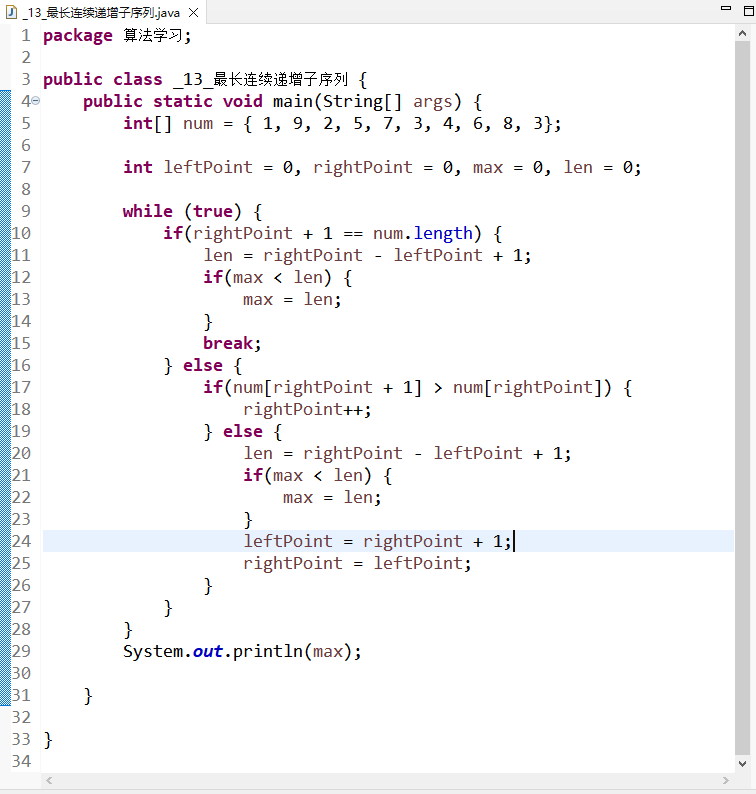 _13_最长连续递增子序列.java
1 package 算法学习;
2
3 public class _13_最长连续递增子序列 {
4     public static void main(String[] args) {
5         int[] num = { 1, 9, 2, 5, 7, 3, 4, 6, 8, 3};
6
7         int leftPoint = 0, rightPoint = 0, max = 0, len = 0;
8
9         while (true) {
10             if(rightPoint + 1 == num.length) {
11                 len = rightPoint - leftPoint + 1;
12                 if(max < len) {
13                     max = len;
14                 }
15                 break;
16             } else {
17                 if(num[rightPoint + 1] > num[rightPoint]) {
18                     rightPoint++;
19                 } else {
20                     len = rightPoint - leftPoint + 1;
21                     if(max < len) {
22                         max = len;
23                     }
24                     leftPoint = rightPoint + 1;
25                     rightPoint = leftPoint;
26                 }
27             }
28         }
29         System.out.println(max);
30
31     }
32
33 }
34